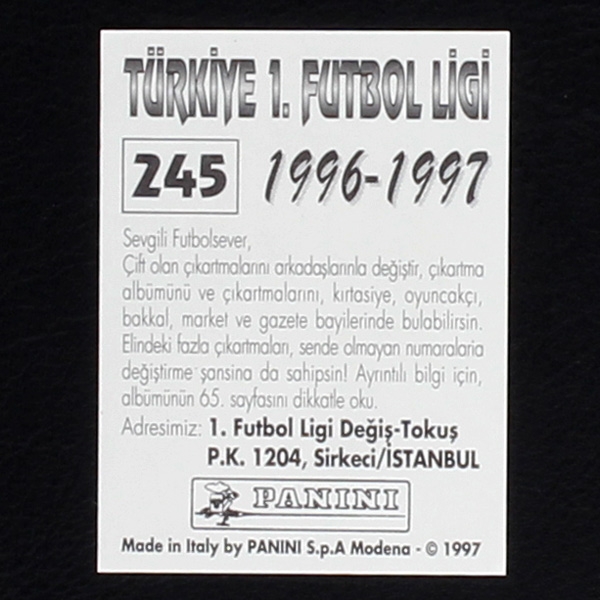 TÜRKİYE 1. FUTBOL LİGİ
245 1996-1997
Sevgili Futbolsever,
Çift olan çıkartmalarını arkadaşlarınla değiştir, çıkartma
albümünü ve çıkartmalarını, kırtasiye, oyuncakçı,
bakkal, market ve gazete bayilerinde bulabilirsin.
Elindeki fazla çıkartmaları, sende olmayan numaralarla
değiştirme şansına da sahipsin! Ayrıntılı bilgi için,
albümünün 65. sayfasını dikkatle oku.
Adresimiz: 1. Futbol Ligi Değiş-Tokuş
P.K. 1204, Sirkeci/İSTANBUL
PANINI
Made in Italy by PANINI S.p.A Modena - © 1997